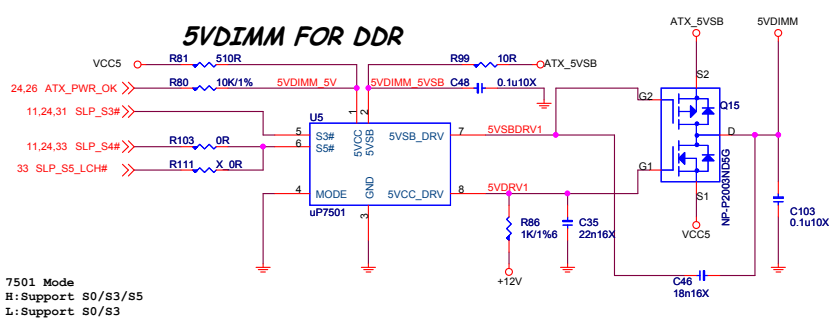 5VDIMM FOR DDR
ATX_5VSB
5VDIMM
VCC5
R81
510R
R99
10R
ATX_5VSB
24,26 ATX_PWR_OK
R80
10K/1%
5VDIMM_5V
5VDIMM_VSB
C48
0.1u10X
S2
11,24,31 SLP_S3#
U5
1
2
G2
Q15
5
S3#
5VCC
5VSB
5VSB_DRV
7
5VSBDRV1
D
11,24,33 SLP_S4#
R103
0R
6
S5#
33 SLP_S5_LCH#
R111
X_0R
G1
4
MODE
GND
5VCC_DRV
8
5VDRV1
S1
NP-P2003ND5G
uP7501
3
R86
1K/1%6
C35
22n16X
VCC5
C103
0.1u10X
+12V
C46
18n16X
7501 Mode
H:Support S0/S3/S5
L:Support S0/S3